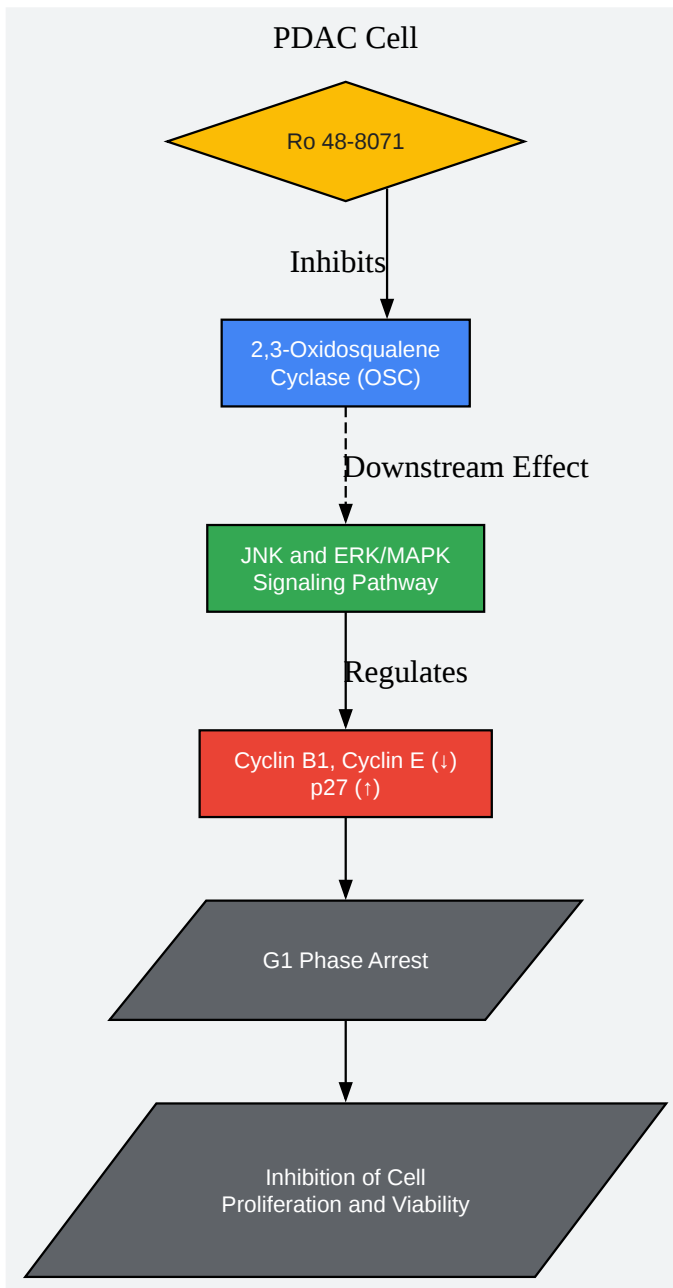 PDAC Cell
Ro 48-8071
Inhibits
2,3-Oxidosqualene
Cyclase (OSC)
Downstream Effect
JNK and ERK/MAPK
Signaling Pathway
Regulates
Cyclin B1, Cyclin E (↓)
p27 (↑)
G1 Phase Arrest
Inhibition of Cell
Proliferation and Viability